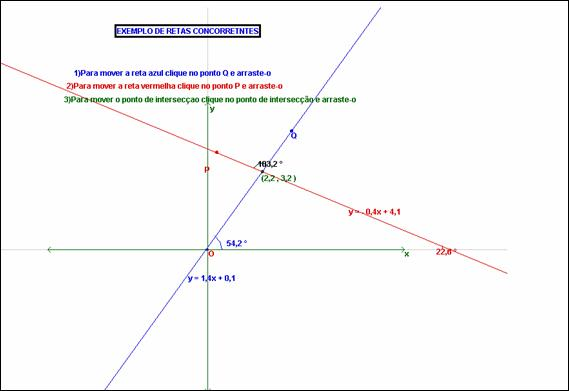 EXEMPLO DE RETAS CONCORRETNTES
1)Para mover a reta azul clique no ponto Q e arraste-o
2)Para mover a reta vermelha clique no ponto P e arraste-o
3)Para mover o ponto de intersecçao clique no ponto de intersecção e arraste-o
y
Q
103,2 °
P
(2,2 ; 3,2 )
y = - 0,4x + 4,1
54,2 °
O
x
22,6 °
y = 1,4x + 0,1